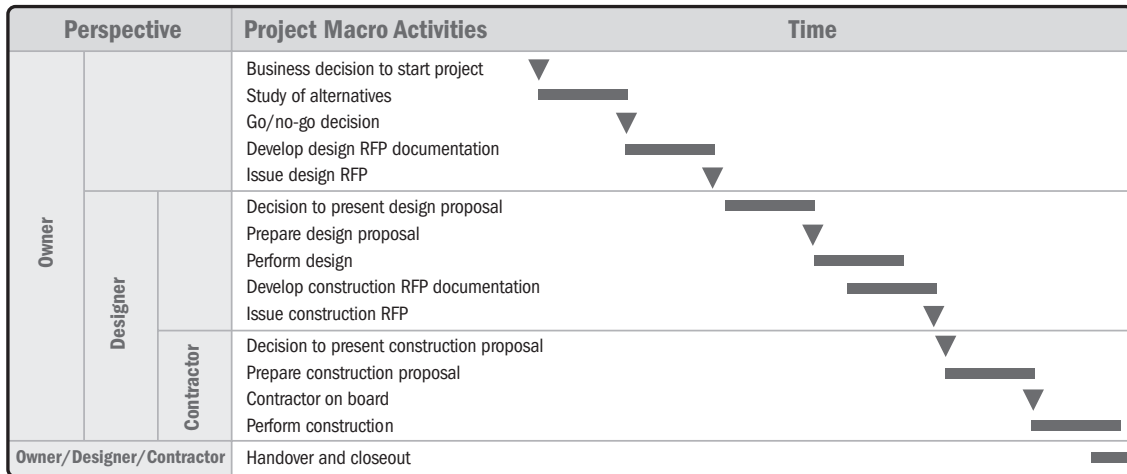 Perspective
Project Macro Activities
Time
Owner
Business decision to start project
Study of alternatives
Go/no-go decision
Develop design RFP documentation
Issue design RFP
Designer
Decision to present design proposal
Prepare design proposal
Perform design
Develop construction RFP documentation
Issue construction RFP
Contractor
Decision to present construction proposal
Prepare construction proposal
Contractor on board
Perform construction
Owner/Designer/Contractor
Handover and closeout